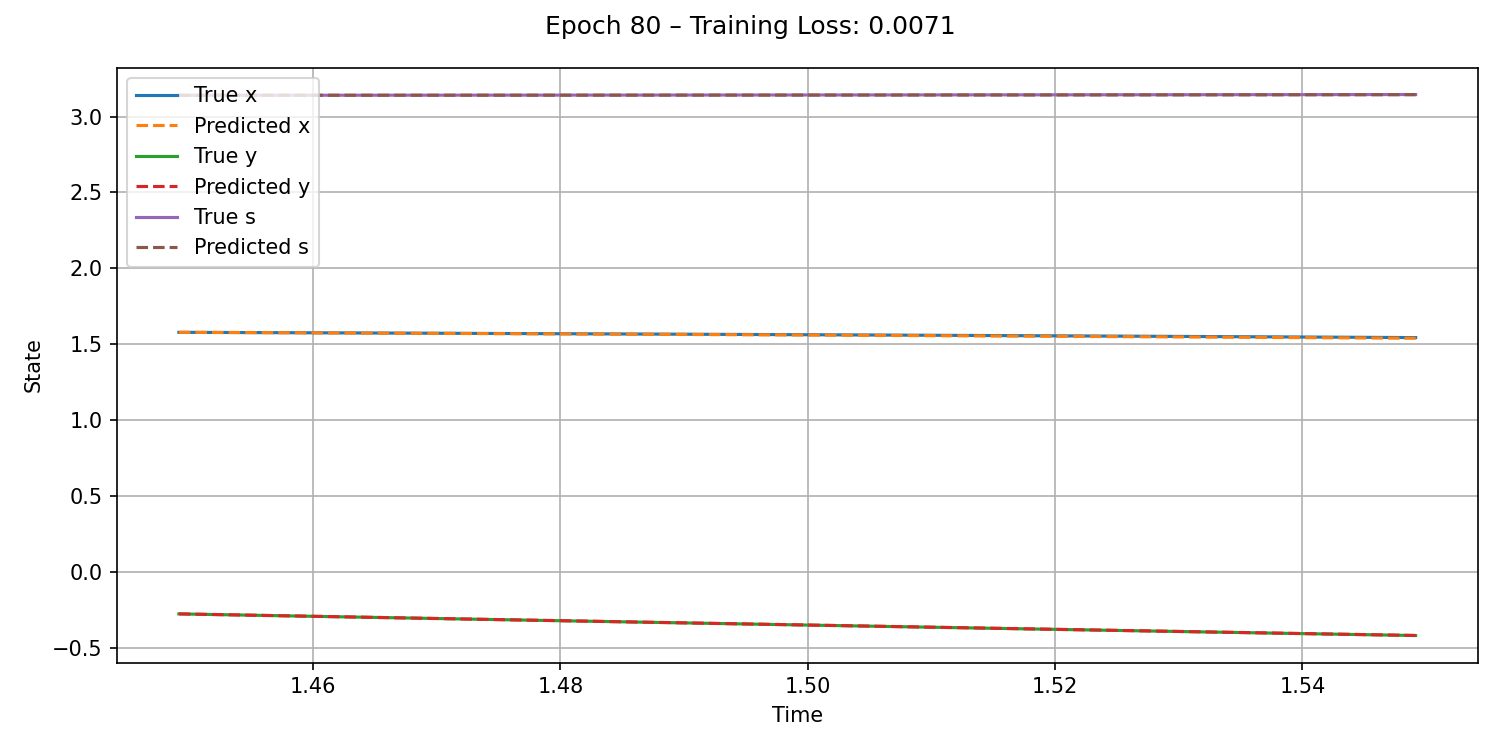 Epoch 80 – Training Loss: 0.0071
True x
Predicted x
True y
Predicted y
True s
Predicted s
3.0
2.5
2.0
1.5
1.0
0.5
0.0
−0.5
State
1.46 1.48 1.50 1.52 1.54
Time